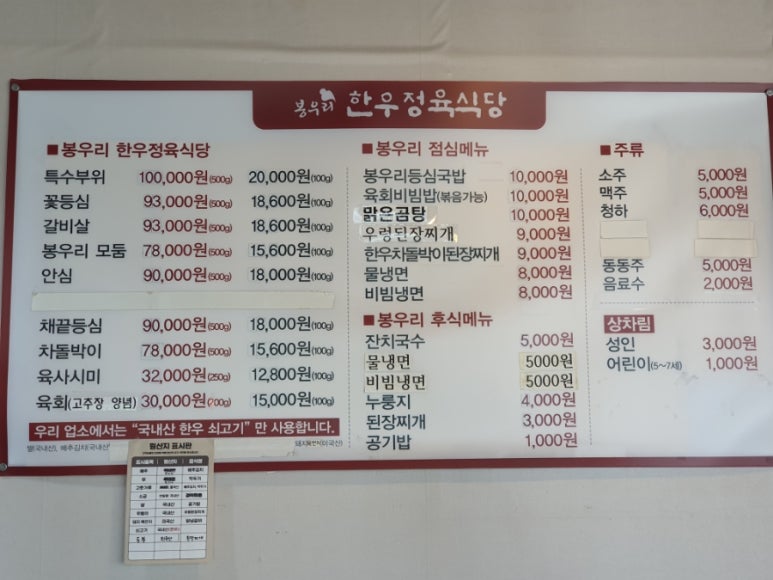 봉우리 한우정육식당
■ 봉우리 한우정육식당
특수부위 100,000원(500g) 20,000원(100g)
꽃등심 93,000원(500g) 18,600원(100g)
갈비살 93,000원(500g) 18,600원(100g)
봉우리 모둠 78,000원(500g) 15,600원(100g)
안심 90,000원(500g) 18,000원(100g)
채끝등심 90,000원(500g) 18,000원(100g)
차돌박이 78,000원(500g) 15,600원(100g)
육사시미 32,000원(250g) 12,800원(100g)
육회(고추장 양념) 30,000원(200g) 15,000원(100g)
우리 업소에서는 "국내산 한우 쇠고기" 만 사용합니다.
쌀(국내산), 배추김치(국내산)
■ 봉우리 점심메뉴
봉우리등심국밥 10,000원
육회비빔밥(볶음가능) 10,000원
맑은곰탕 10,000원
우렁된장찌개 9,000원
한우차돌박이된장찌개 9,000원
물냉면 8,000원
비빔냉면 8,000원
■ 봉우리 후식메뉴
잔치국수 5,000원
물냉면 5000원
비빔냉면 5000원
누룽지 4,000원
된장찌개 3,000원
공기밥 1,000원
■ 주류
소주 5,000원
맥주 5,000원
청하 6,000원
동동주 5,000원
음료수 2,000원
상차림
성인 3,000원
어린이(5~7세) 1,000원
원산지 표시판